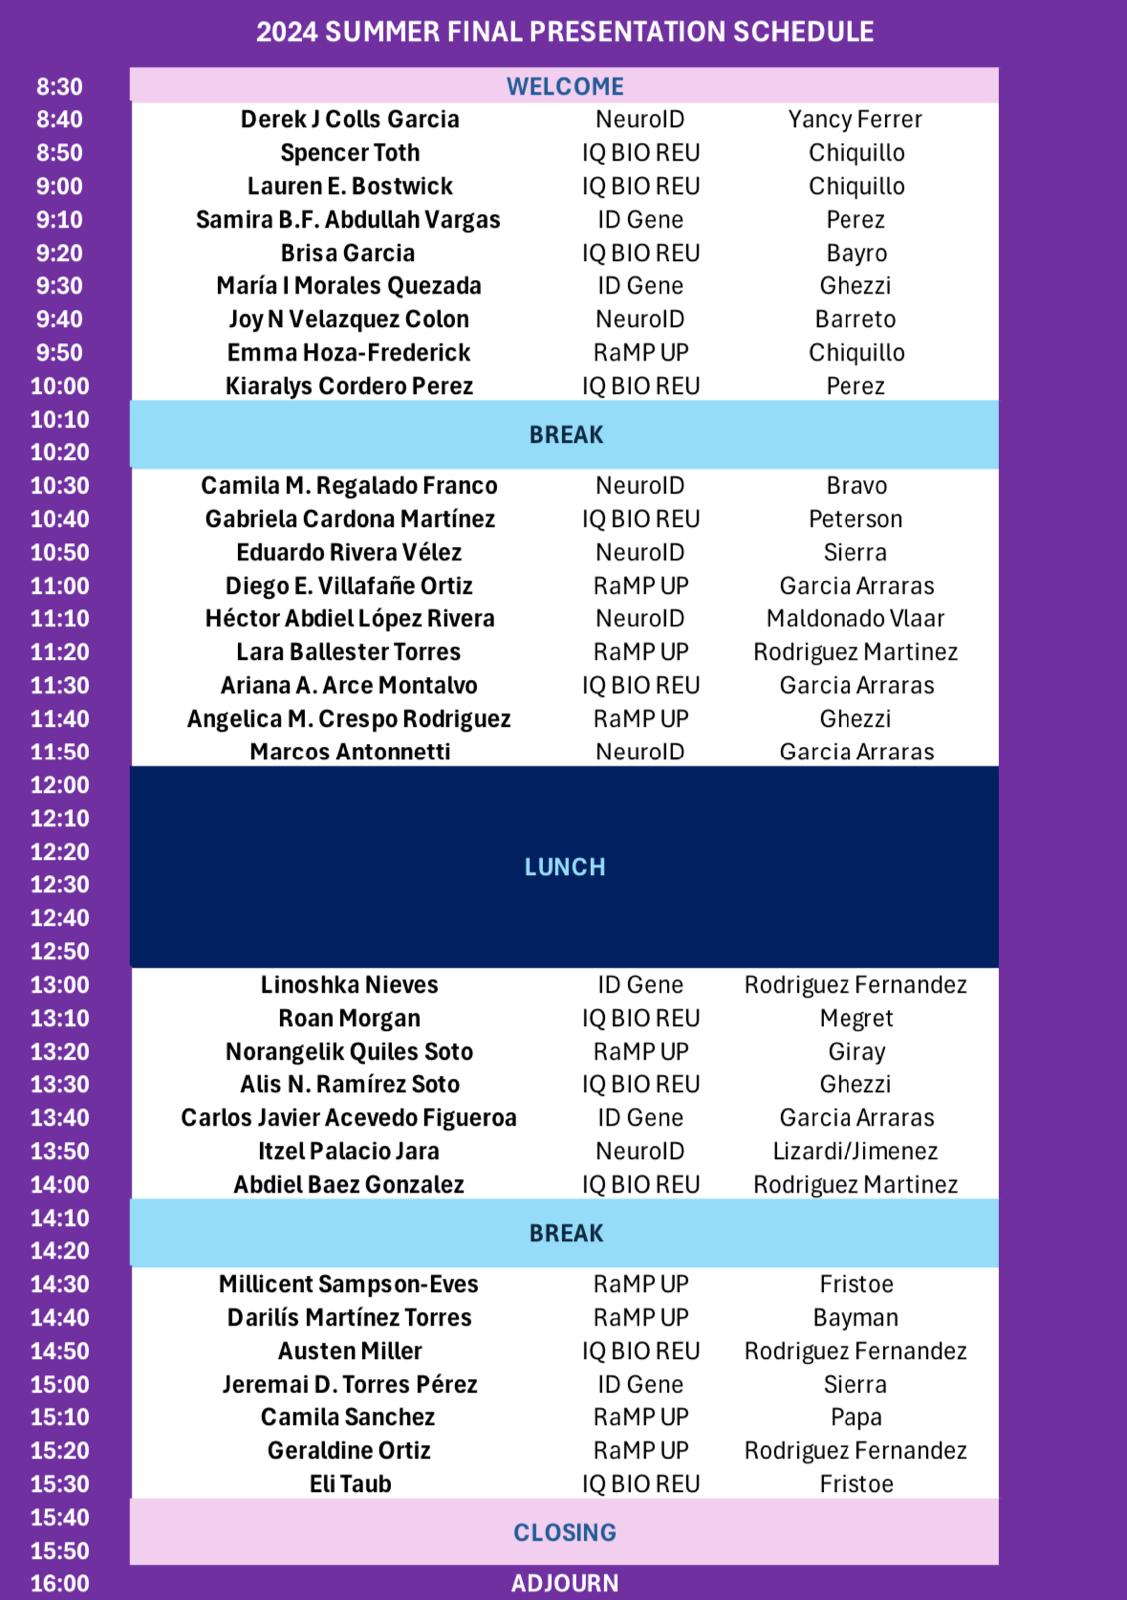 2024 SUMMER FINAL PRESENTATION SCHEDULE
8:30 WELCOME
8:40 Derek J Colls Garcia NeuroID Yancy Ferrer
8:50 Spencer Toth IQ BIO REU Chiquillo
9:00 Lauren E. Bostwick IQ BIO REU Chiquillo
9:10 Samira B.F. Abdullah Vargas ID Gene Perez
9:20 Brisa Garcia IQ BIO REU Bayro
9:30 María I Morales Quezada ID Gene Ghezzi
9:40 Joy N Velazquez Colon NeuroID Barreto
9:50 Emma Hoza-Frederick RaMP UP Chiquillo
10:00 Kiaralys Cordero Perez IQ BIO REU Perez
10:10
BREAK
10:20
10:30 Camila M. Regalado Franco NeuroID Bravo
10:40 Gabriela Cardona Martínez IQ BIO REU Peterson
10:50 Eduardo Rivera Vélez NeuroID Sierra
11:00 Diego E. Villafañe Ortiz RaMP UP Garcia Arraras
11:10 Héctor Abdiel López Rivera NeuroID Maldonado Vlaar
11:20 Lara Ballester Torres RaMP UP Rodriguez Martinez
11:30 Ariana A. Arce Montalvo IQ BIO REU Garcia Arraras
11:40 Angelica M. Crespo Rodriguez RaMP UP Ghezzi
11:50 Marcos Antonnetti NeuroID Garcia Arraras
12:00
12:10
12:20
LUNCH
12:30
12:40
12:50
13:00 Linoshka Nieves ID Gene Rodriguez Fernandez
13:10 Roan Morgan IQ BIO REU Megret
13:20 Norangelik Quiles Soto RaMP UP Giray
13:30 Alis N. Ramírez Soto IQ BIO REU Ghezzi
13:40 Carlos Javier Acevedo Figueroa ID Gene Garcia Arraras
13:50 Itzel Palacio Jara NeuroID Lizardi/Jimenez
14:00 Abdiel Baez Gonzalez IQ BIO REU Rodriguez Martinez
14:10
BREAK
14:20
14:30 Millicent Sampson-Eves RaMP UP Fristoe
14:40 Darilís Martínez Torres RaMP UP Bayman
14:50 Austen Miller IQ BIO REU Rodriguez Fernandez
15:00 Jeremai D. Torres Pérez ID Gene Sierra
15:10 Camila Sanchez RaMP UP Papa
15:20 Geraldine Ortiz RaMP UP Rodriguez Fernandez
15:30 Eli Taub IQ BIO REU Fristoe
15:40
CLOSING
15:50
16:00 ADJOURN